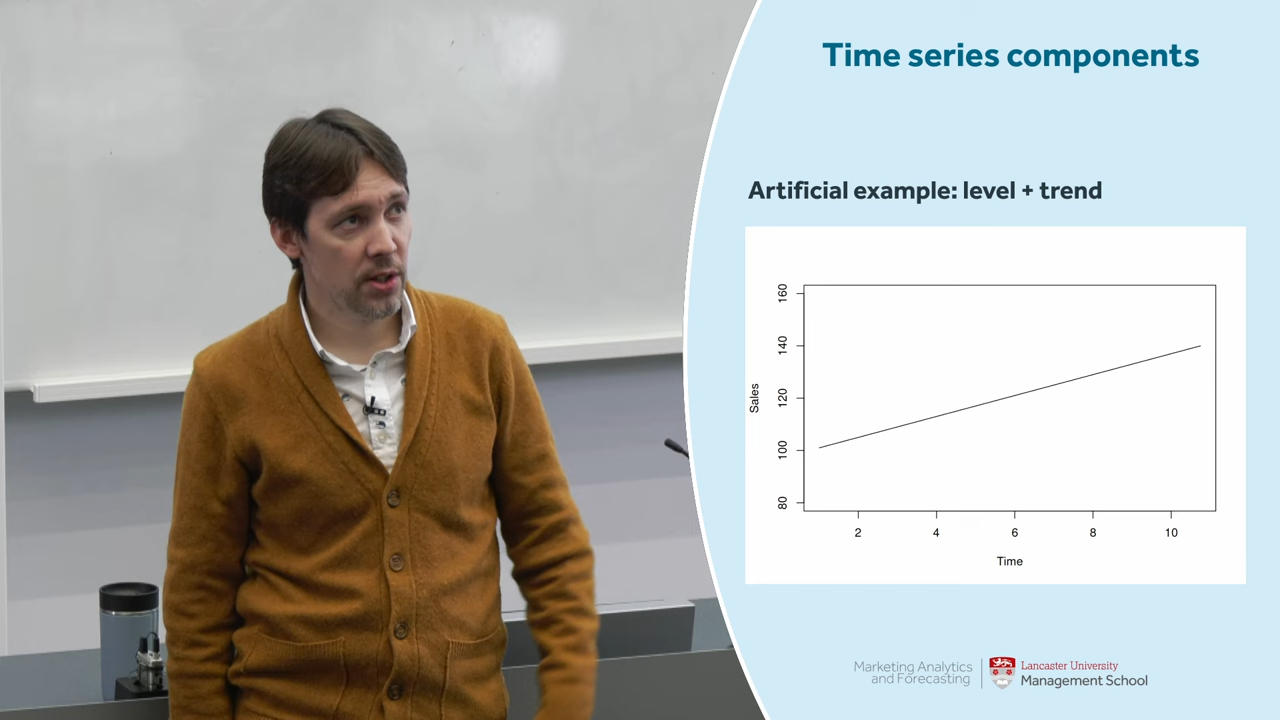 Time series components
Artificial example: level + trend
Sales
160
140
120
100
80
2 4 6 8 10
Time
Marketing Analytics
and Forecasting
Lancaster University
Management School